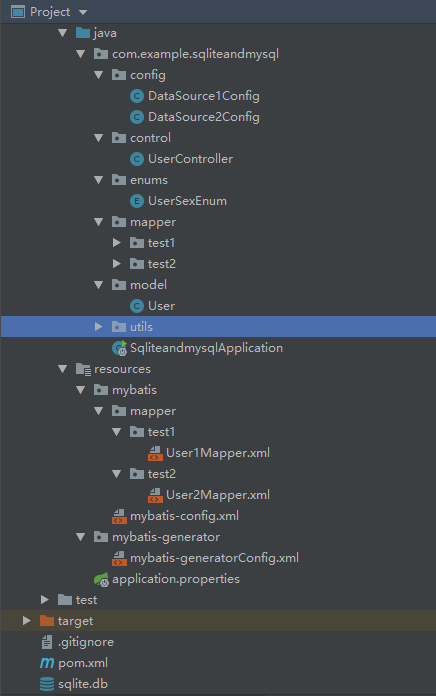 Project
java
com.example.sqliteandmysql
config
DataSource1Config
DataSource2Config
control
UserController
enums
UserSexEnum
mapper
test1
test2
model
User
utils
SqliteandmysqlApplication
resources
mybatis
mapper
test1
User1Mapper.xml
test2
User2Mapper.xml
mybatis-config.xml
mybatis-generator
mybatis-generatorConfig.xml
application.properties
test
target
.gitignore
pom.xml
sqlite.db